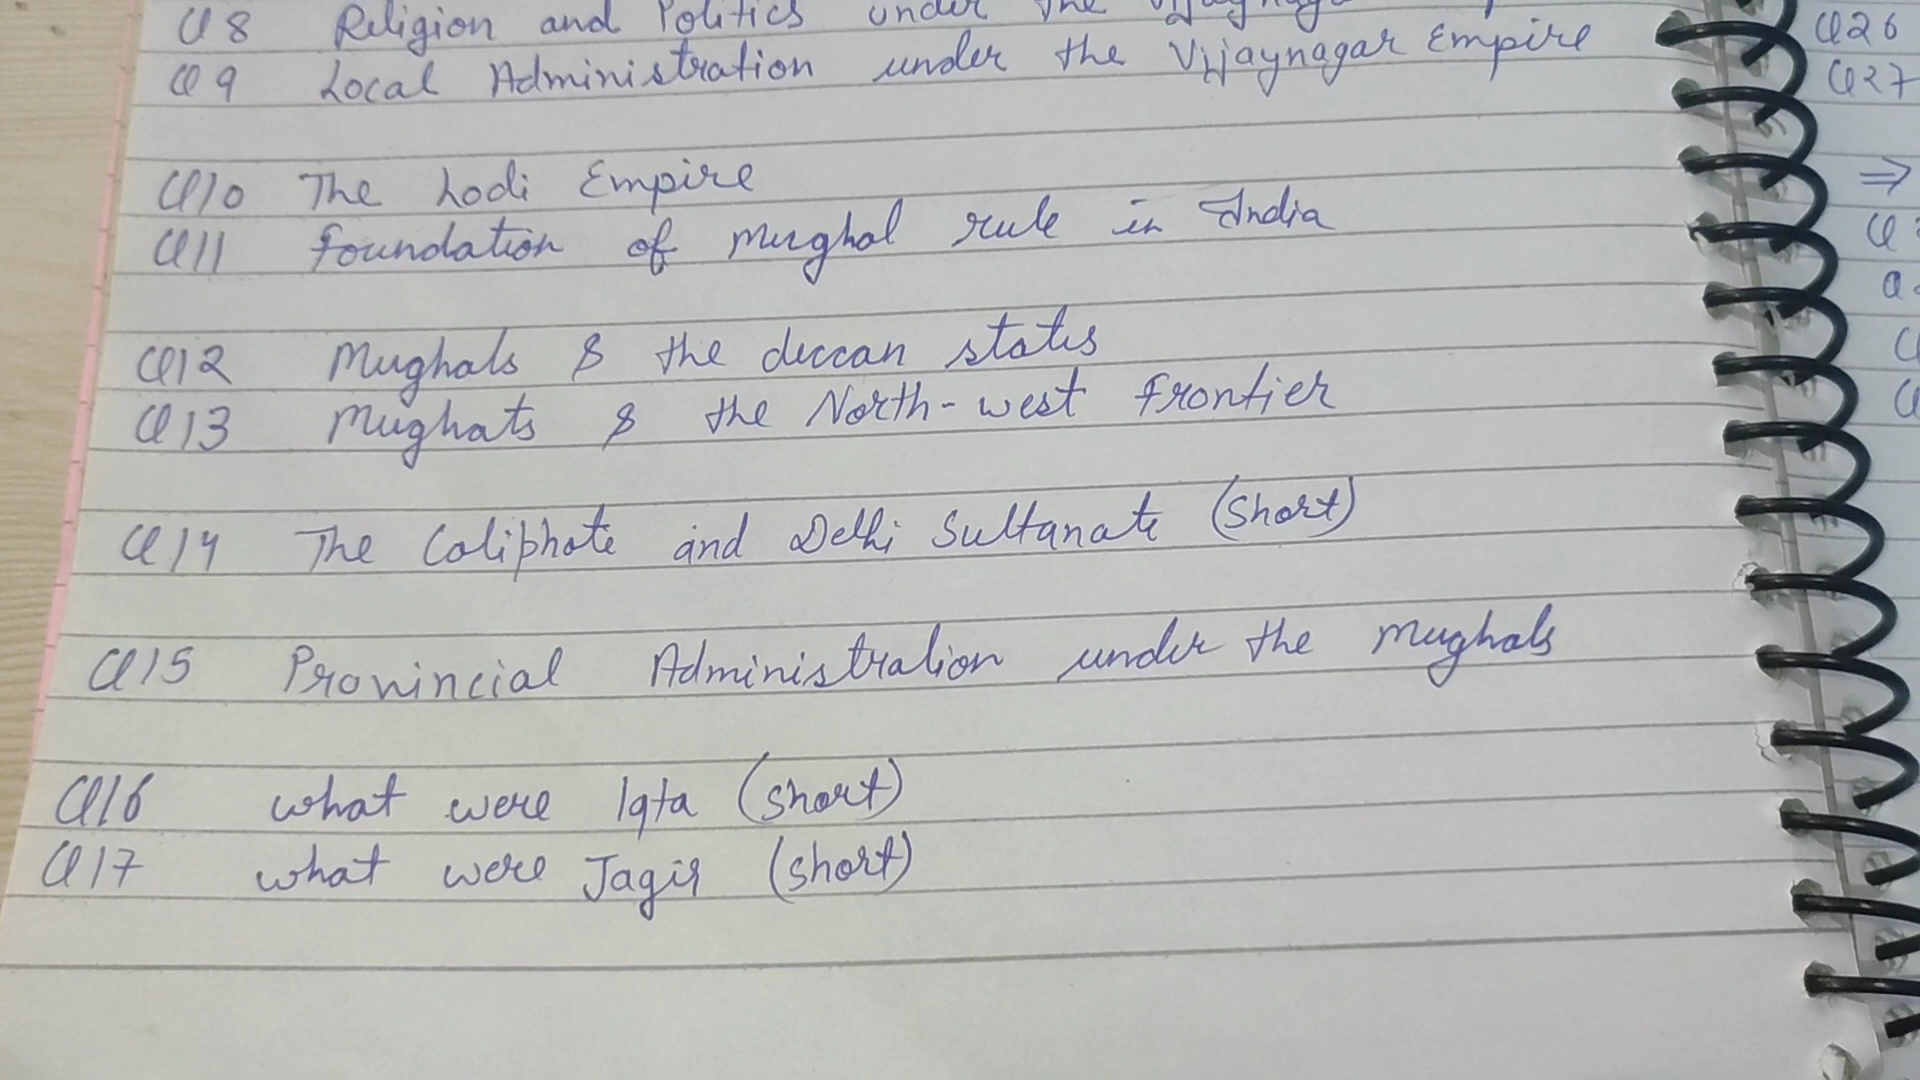 Q8 Religion and Politics under the Vijaynagar
Q9 Local Administration under the Vijaynagar Empire
Q10 The Lodi Empire
Q11 foundation of Mughal rule in India
Q12 Mughals & the deccan states
Q13 Mughals & the North-west frontier
Q14 The Caliphate and Delhi Sultanate (short)
Q15 Provincial Administration under the Mughals
Q16 what were Iqta (short)
Q17 what were Jagir (short)
Q26
Q27
⇒